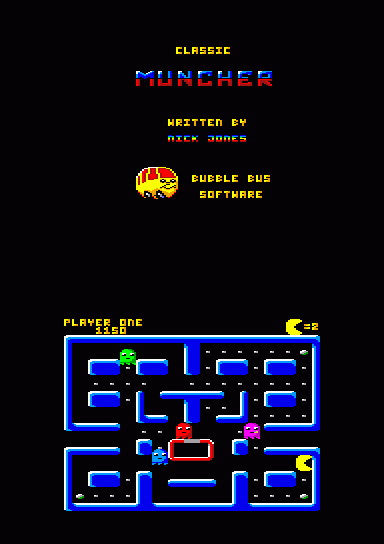 CLASSIC
MUNCHER
WRITTEN BY
NICK JONES
BUBBLE BUS
SOFTWARE
PLAYER ONE
1150
=2